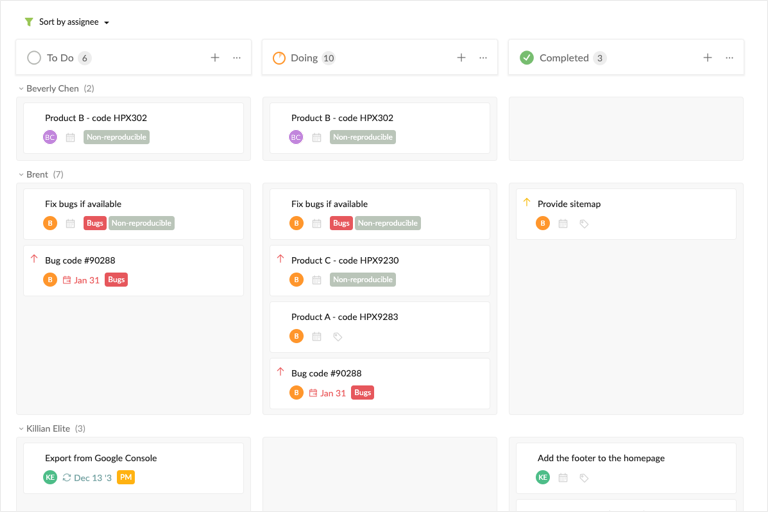 Sort by assignee
To Do 6 + ...
Doing 10 + ...
Completed 3 + ...
Beverly Chen (2)
Product B - code HPX302
BC Non-reproducible
Product B - code HPX302
BC Non-reproducible
Brent (7)
Fix bugs if available
B Bugs Non-reproducible
Bug code #90288
B Jan 31 Bugs
Fix bugs if available
B Bugs Non-reproducible
Product C - code HPX9230
B Non-reproducible
Product A - code HPX9283
B
Bug code #90288
B Jan 31 Bugs
Provide sitemap
B
Killian Elite (3)
Export from Google Console
KE Dec 13 '3 PM
Add the footer to the homepage
KE